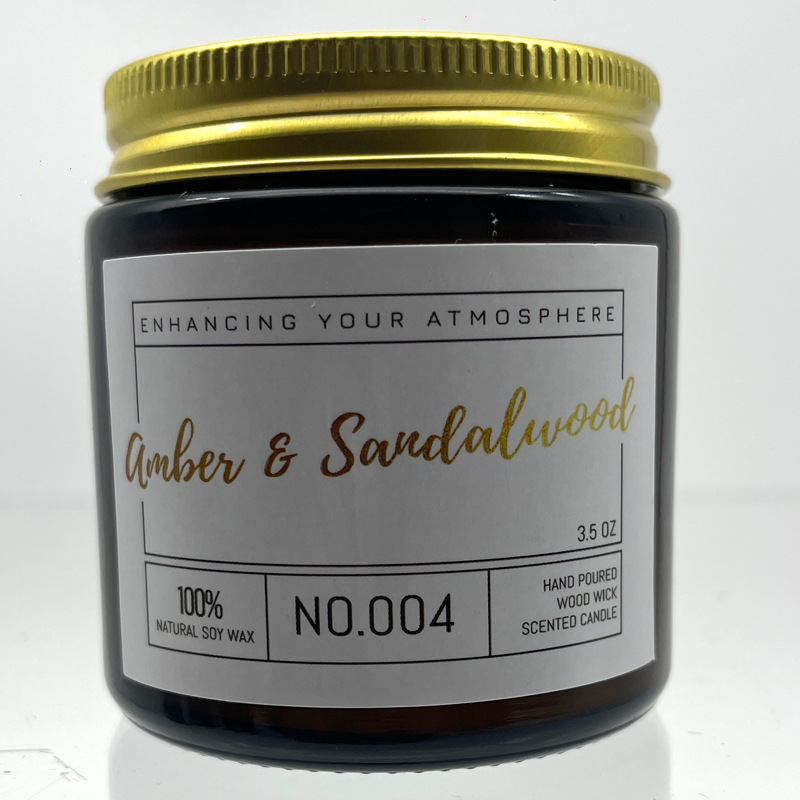 ENHANCING YOUR ATMOSPHERE
Amber & Sandalwood
3.5 OZ
100%
NATURAL SOY WAX
NO.004
HAND POURED
WOOD WICK
SCENTED CANDLE